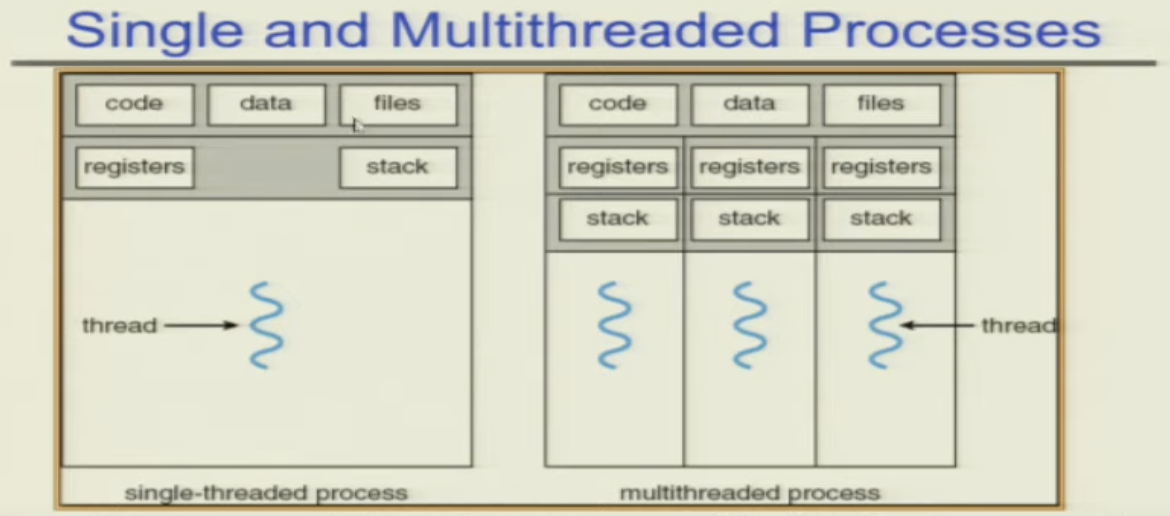 Single and Multithreaded Processes
code data files
registers stack
thread
single-threaded process
code data files
registers registers registers
stack stack stack
thread
multithreaded process